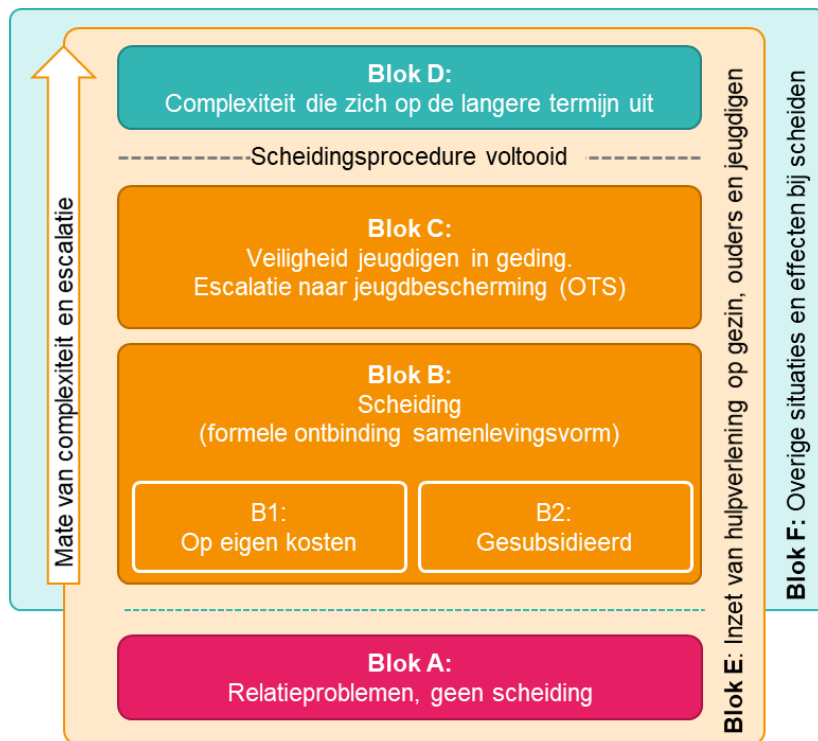 Blok D:
Complexiteit die zich op de langere termijn uit
Scheidingsprocedure voltooid
Blok C:
Veiligheid jeugdigen in geding.
Escalatie naar jeugdbescherming (OTS)
Blok B:
Scheiding
(formele ontbinding samenlevingsvorm)
B1:
Op eigen kosten
B2:
Gesubsidieerd
Blok A:
Relatieproblemen, geen scheiding
Mate van complexiteit en escalatie
Blok E: Inzet van hulpverlening op gezin, ouders en jeugdigen
Blok F: Overige situaties en effecten bij scheiden